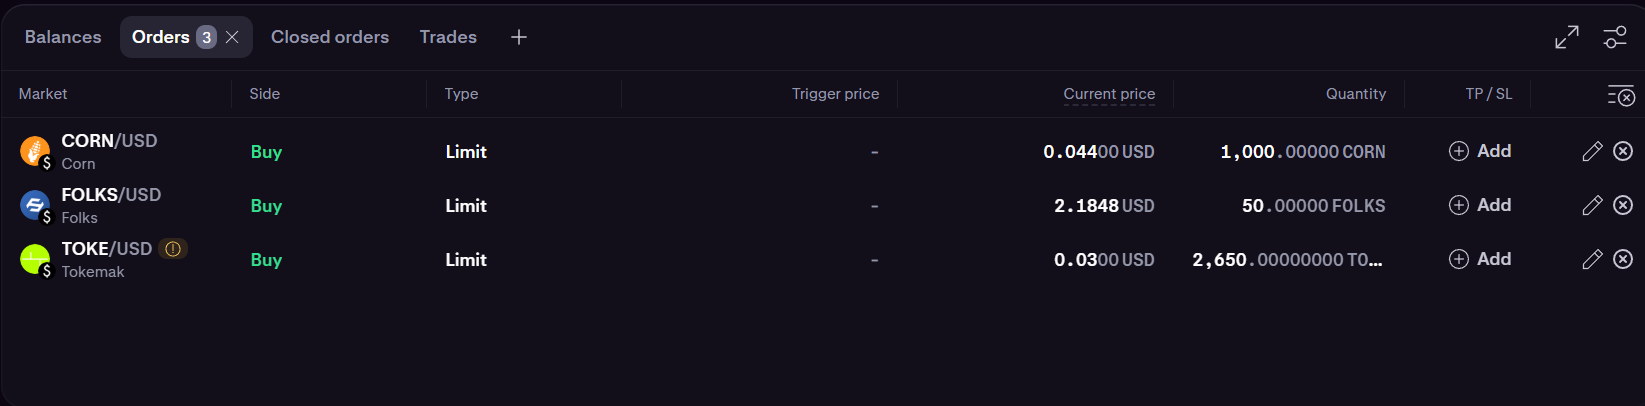 Balances Orders 3 Closed orders Trades
Market Side Type Trigger price Current price Quantity TP / SL
CORN/USD
Corn
Buy Limit - 0.04400 USD 1,000.00000 CORN Add
FOLKS/USD
Folks
Buy Limit - 2.1848 USD 50.00000 FOLKS Add
TOKE/USD
Tokemak
Buy Limit - 0.0300 USD 2,650.00000000 TO... Add